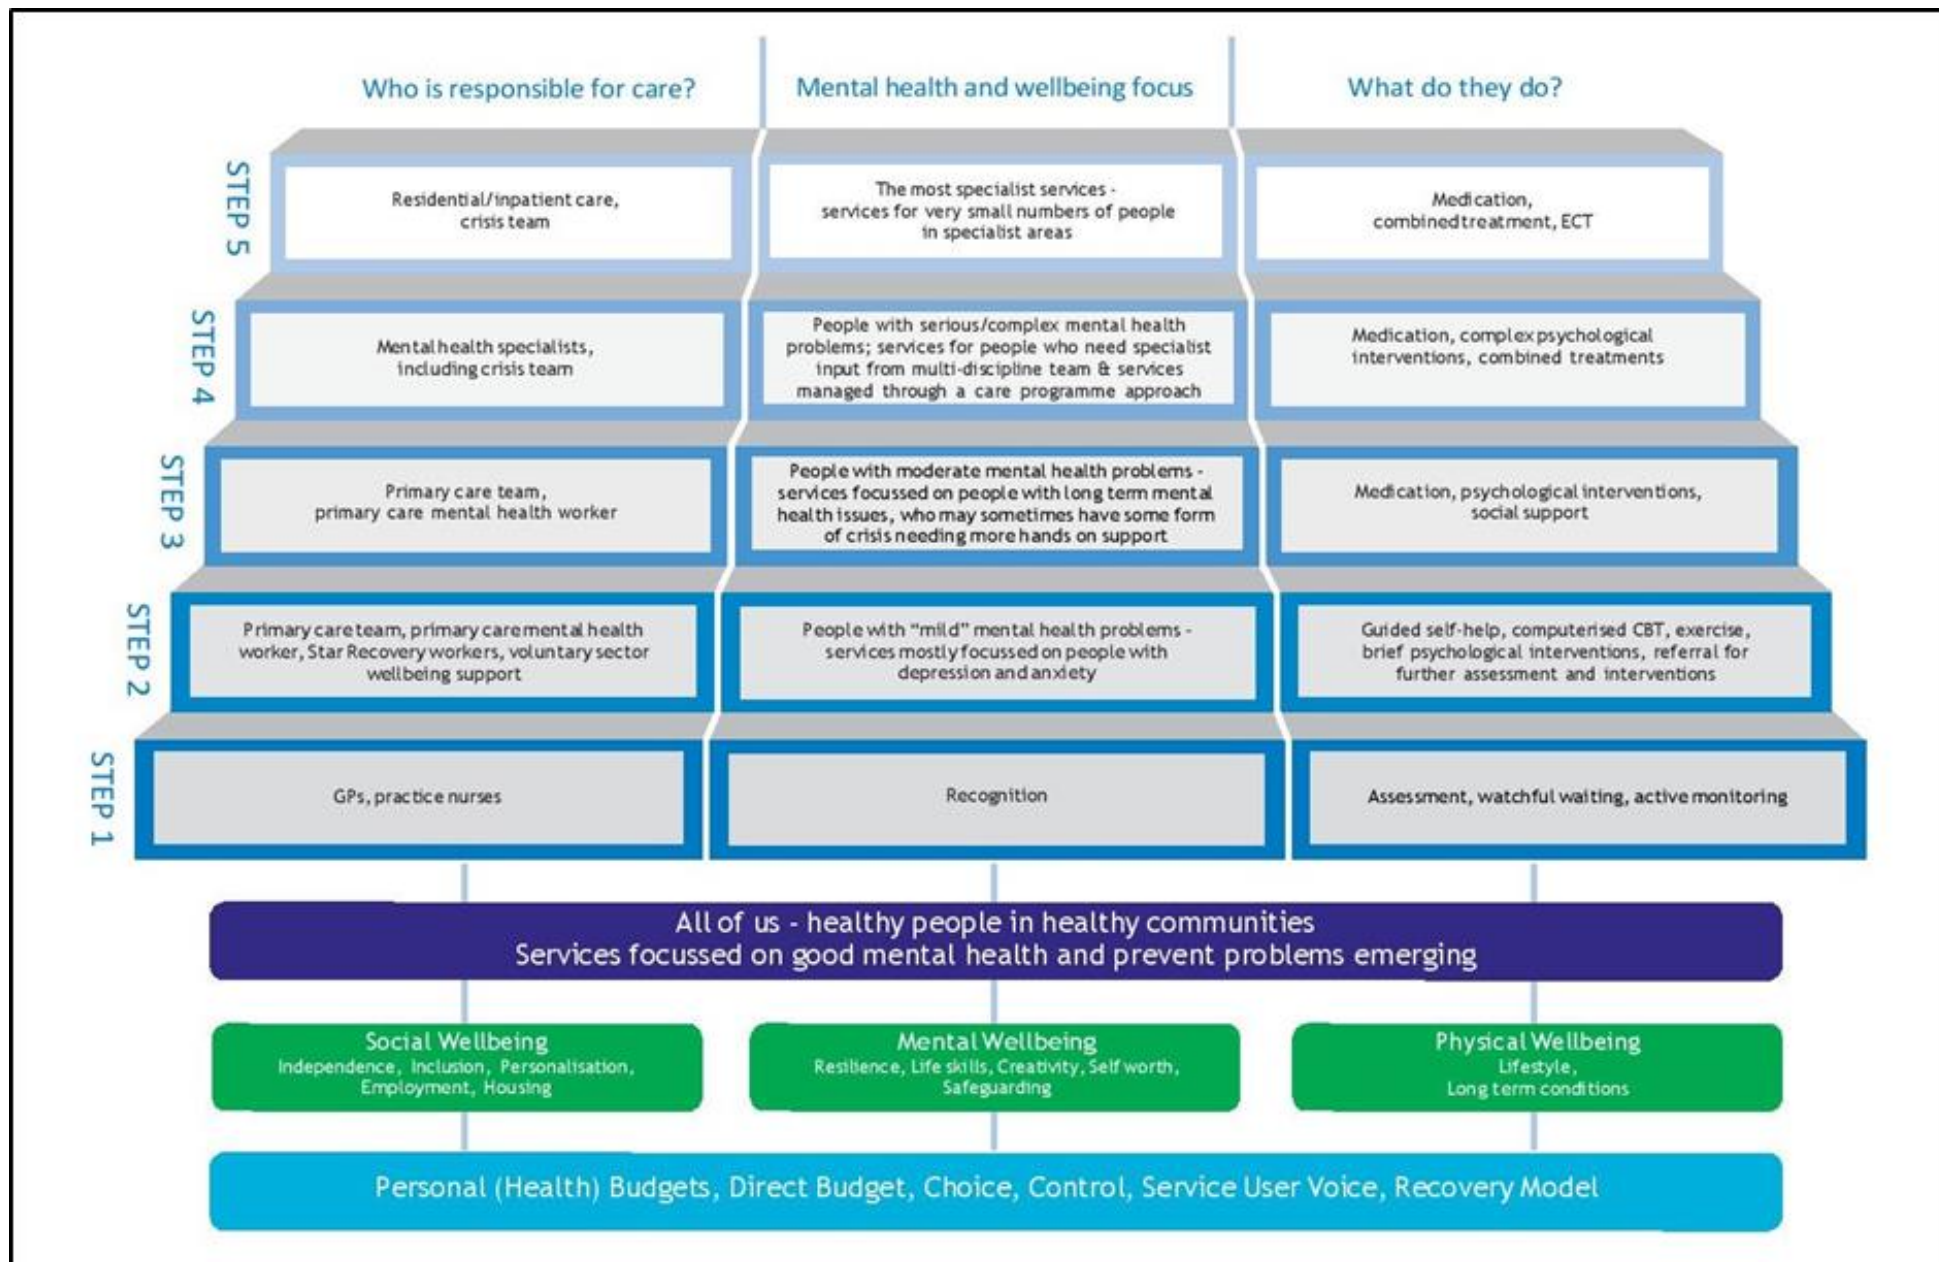 Who is responsible for care?
Mental health and wellbeing focus
What do they do?
STEP 5
Residential/inpatient care,
crisis team
The most specialist services -
services for very small numbers of people
in specialist areas
Medication,
combined treatment, ECT
STEP 4
Mental health specialists,
including crisis team
People with serious/complex mental health
problems; services for people who need specialist
input from multi-discipline team & services
managed through a care programme approach
Medication, complex psychological
interventions, combined treatments
STEP 3
Primary care team,
primary care mental health worker
People with moderate mental health problems -
services focussed on people with long term mental
health issues, who may sometimes have some form
of crisis needing more hands on support
Medication, psychological interventions,
social support
STEP 2
Primary care team, primary care mental health
worker, Star Recovery workers, voluntary sector
wellbeing support
People with “mild” mental health problems -
services mostly focussed on people with
depression and anxiety
Guided self-help, computerised CBT, exercise,
brief psychological interventions, referral for
further assessment and interventions
STEP 1
GPs, practice nurses
Recognition
Assessment, watchful waiting, active monitoring
All of us - healthy people in healthy communities
Services focussed on good mental health and prevent problems emerging
Social Wellbeing
Independence, Inclusion, Personalisation,
Employment, Housing
Mental Wellbeing
Resilience, Life skills, Creativity, Self worth,
Safeguarding
Physical Wellbeing
Lifestyle,
Long term conditions
Personal (Health) Budgets, Direct Budget, Choice, Control, Service User Voice, Recovery Model